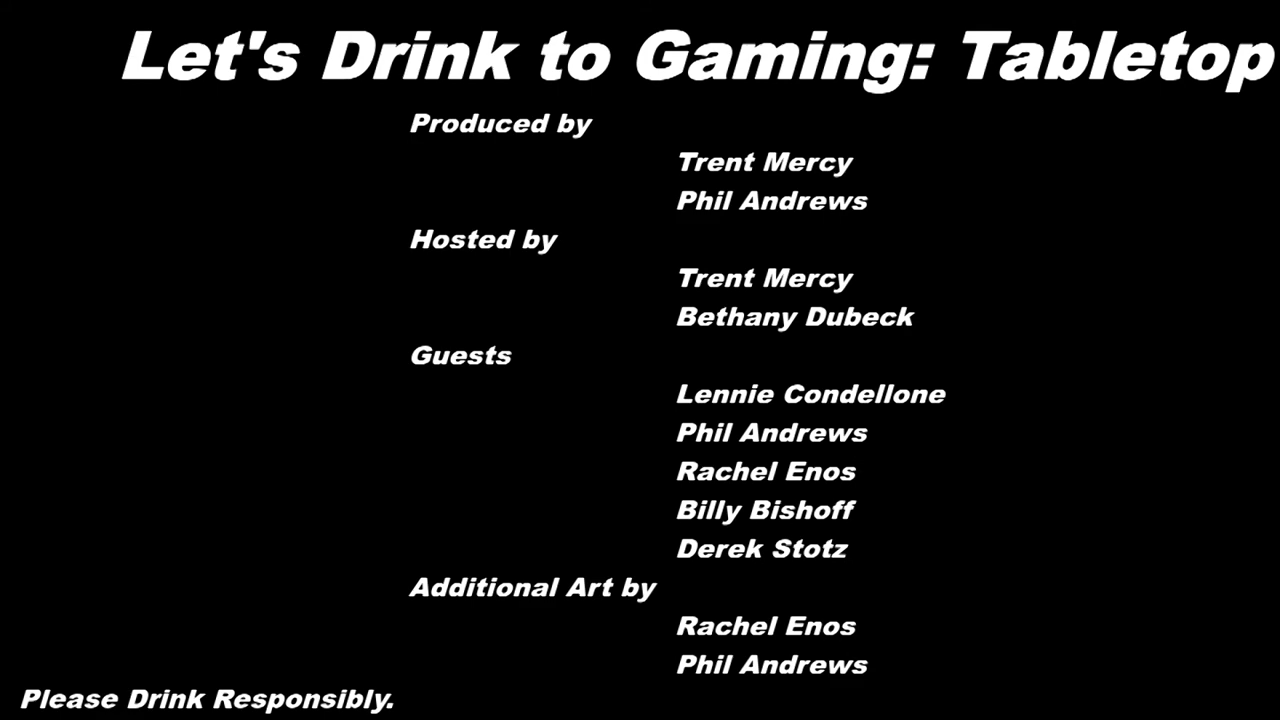 Let's Drink to Gaming: Tabletop
Produced by
Trent Mercy
Phil Andrews
Hosted by
Trent Mercy
Bethany Dubeck
Guests
Lennie Condellone
Phil Andrews
Rachel Enos
Billy Bishoff
Derek Stotz
Additional Art by
Rachel Enos
Phil Andrews
Please Drink Responsibly.